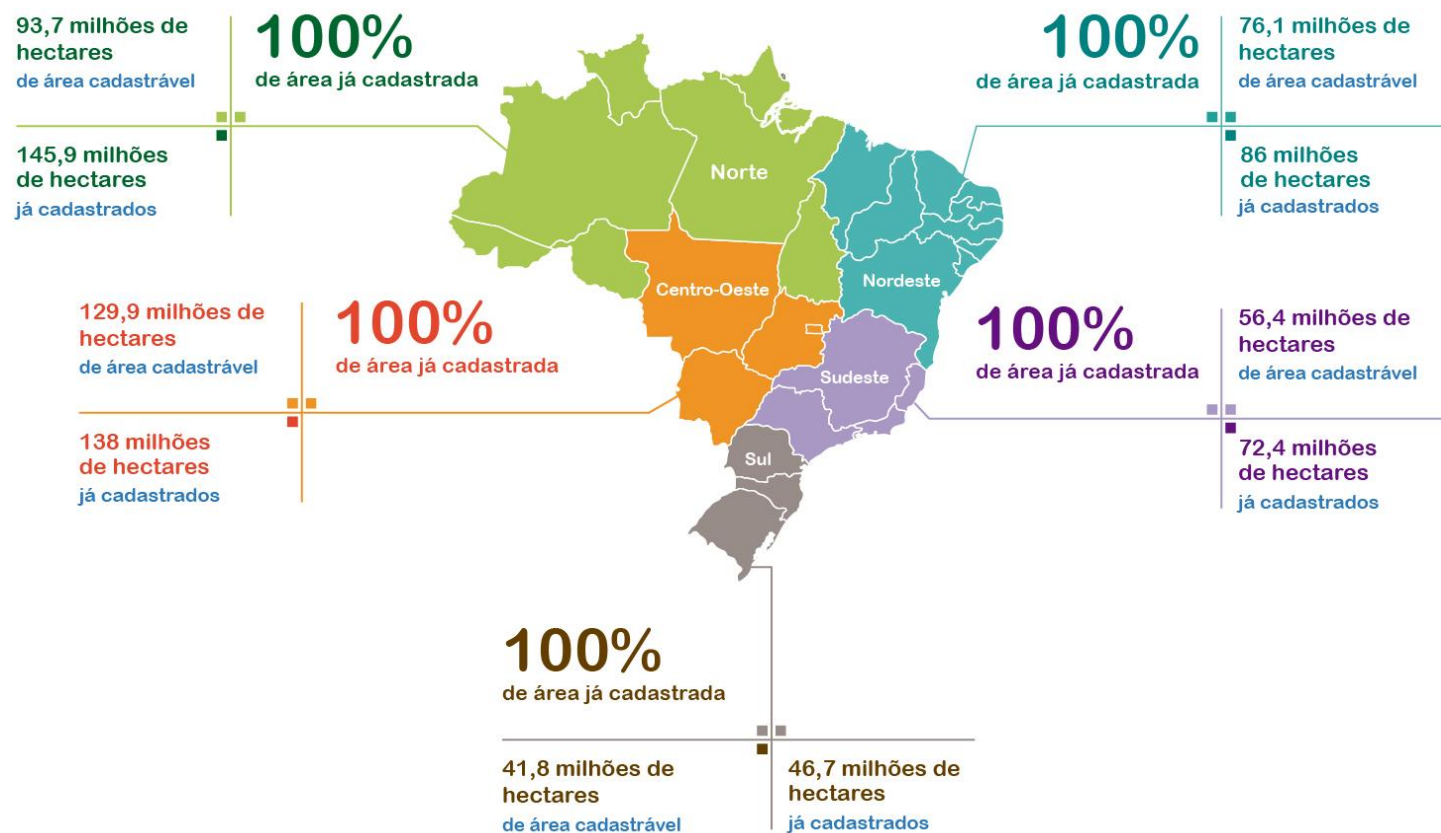 93,7 milhões de
hectares
de área cadastrável
145,9 milhões
de hectares
já cadastrados
100%
de área já cadastrada
100%
de área já cadastrada
76,1 milhões de
hectares
de área cadastrável
86 milhões
de hectares
já cadastrados
Norte
Nordeste
Centro-Oeste
Sudeste
Sul
129,9 milhões de
hectares
de área cadastrável
138 milhões
de hectares
já cadastrados
100%
de área já cadastrada
100%
de área já cadastrada
56,4 milhões de
hectares
de área cadastrável
72,4 milhões
de hectares
já cadastrados
100%
de área já cadastrada
41,8 milhões de
hectares
de área cadastrável
46,7 milhões de
hectares
já cadastrados